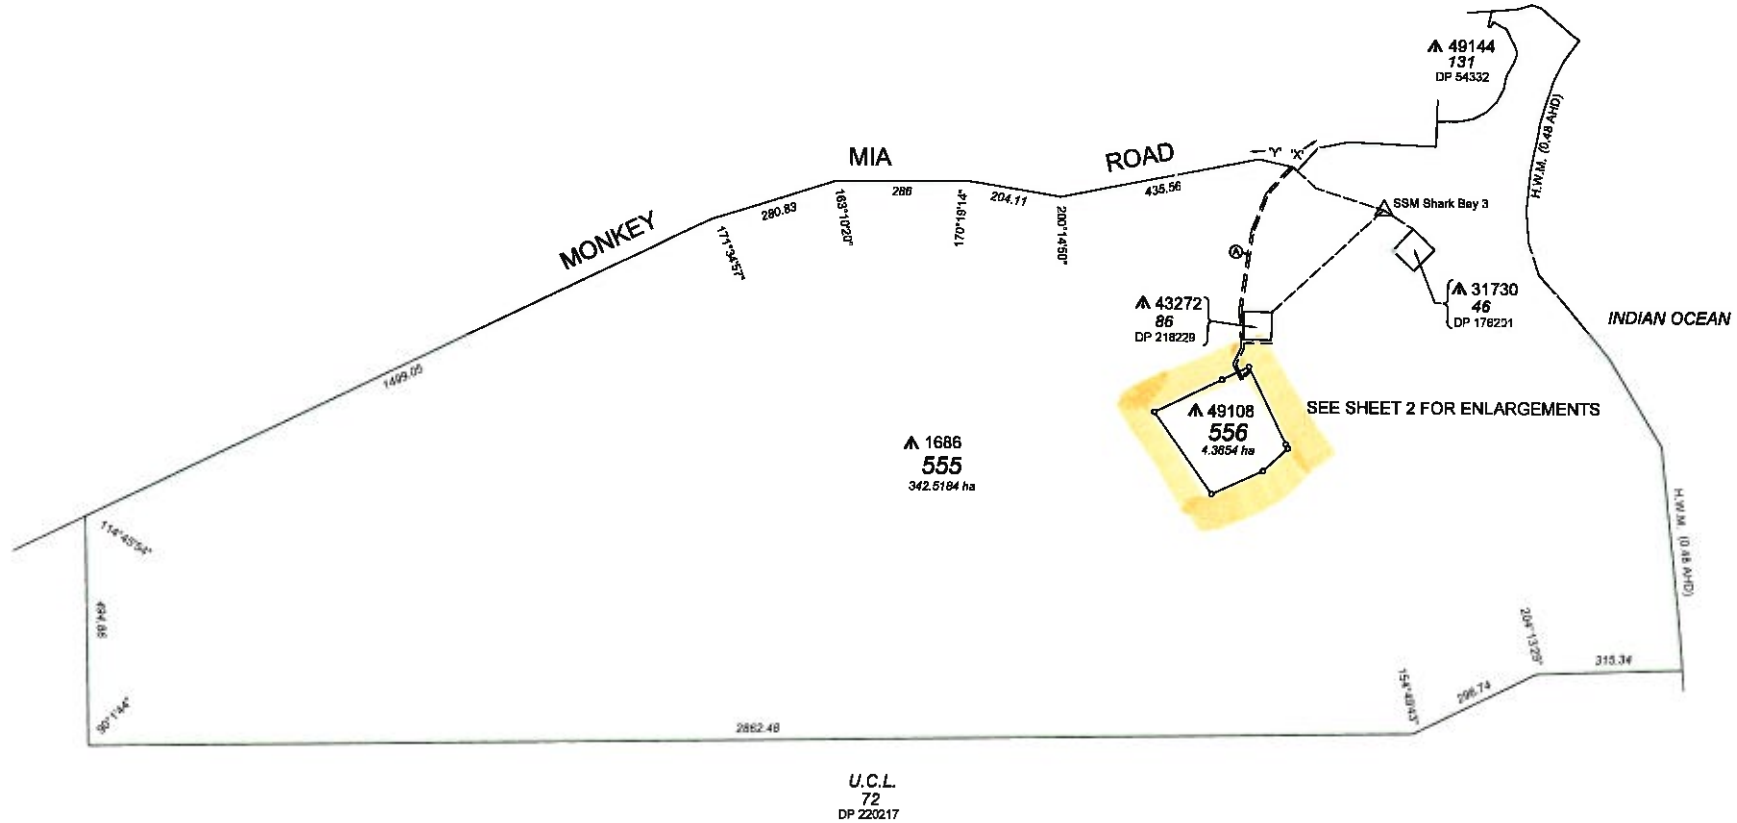 49144
131
DP 54332
H.W.M. (0.48 AHD)
MONKEY MIA ROAD
'Y' 'X'
286
280.83
204.11
435.56
163°10'20"
170°19'14"
200°14'50"
171°34'57"
SSM Shark Bay 3
A
31730
46
DP 176201
INDIAN OCEAN
43272
86
DP 218229
1499.05
SEE SHEET 2 FOR ENLARGEMENTS
49108
556
4.3654 ha
1686
555
342.5184 ha
114°45'54"
H.W.M. (0.48 AHD)
494.86
204°13'29"
315.34
154°49'43"
296.74
90°1'44"
2862.48
U.C.L.
72
DP 220217